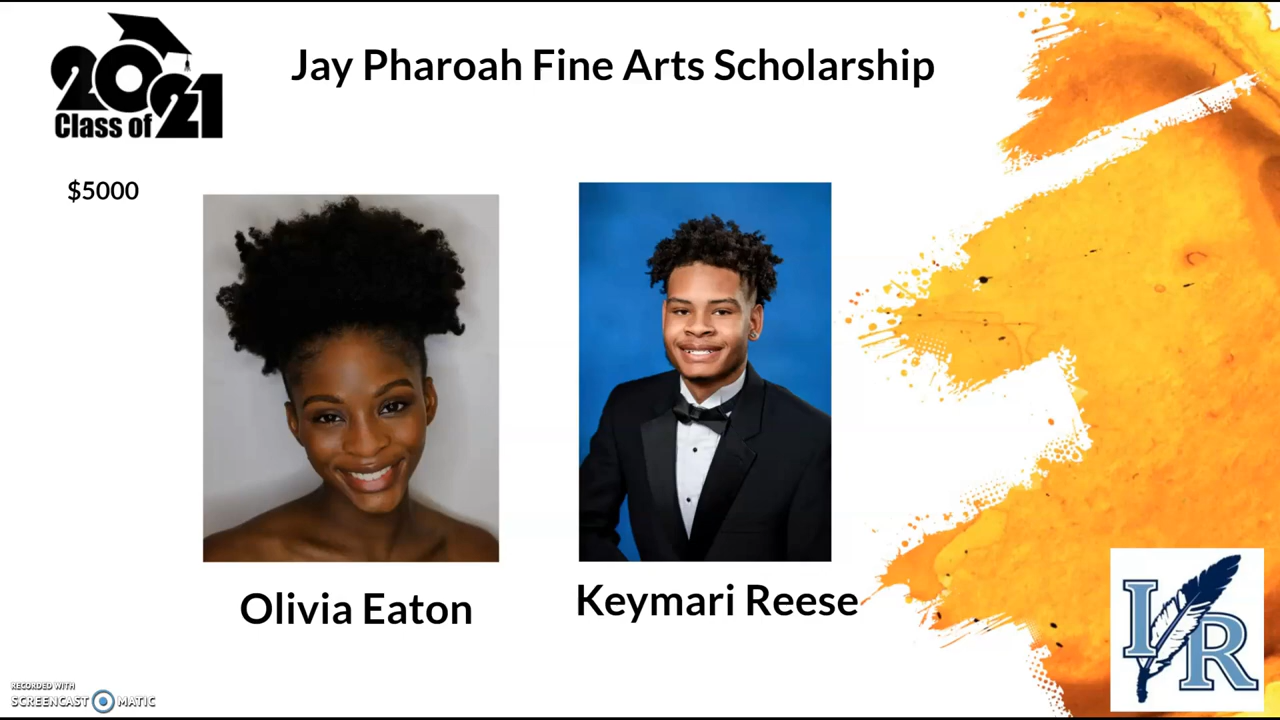 2021
Class of
Jay Pharoah Fine Arts Scholarship
$5000
Olivia Eaton
Keymari Reese
IR
RECORDED WITH
SCREENCAST MATIC